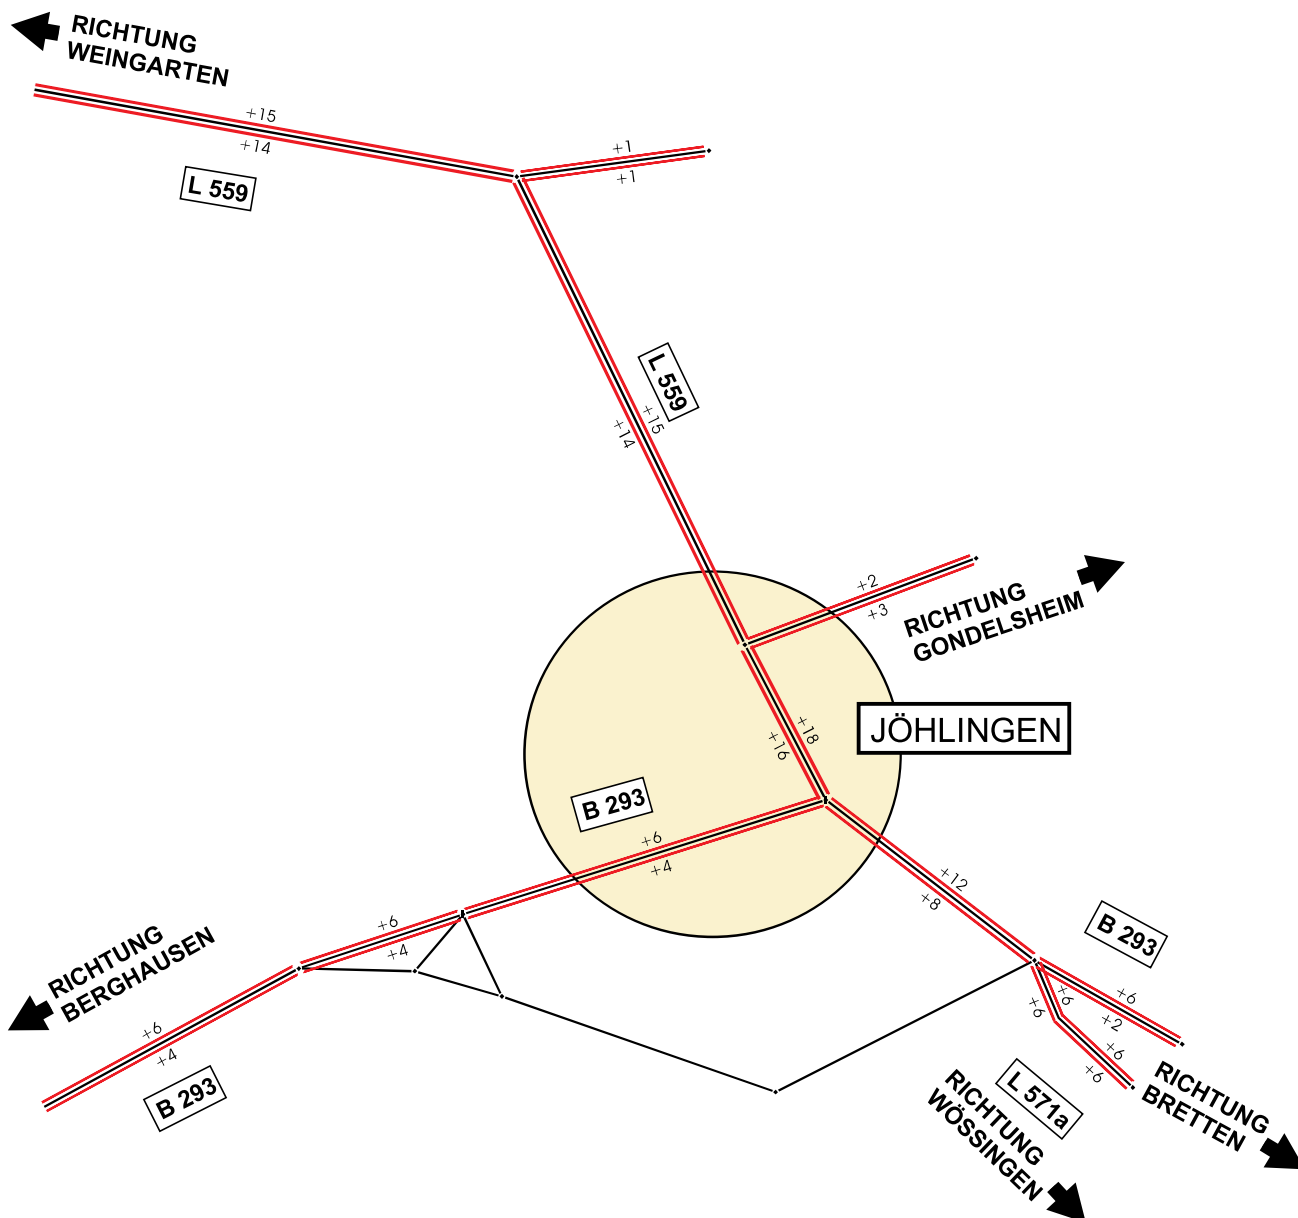 RICHTUNG
WEINGARTEN
+15
+14
L 559
+1
+1
L 559
+15
+14
+2
+3
RICHTUNG
GONDELSHEIM
JÖHLINGEN
+18
+16
B 293
+6
+4
+12
+8
+6
+4
B 293
RICHTUNG
BERGHAUSEN
+6
+4
B 293
+6
+6
+6
+2
+6
+6
L 571a
RICHTUNG
BRETTEN
RICHTUNG
WÖSSINGEN